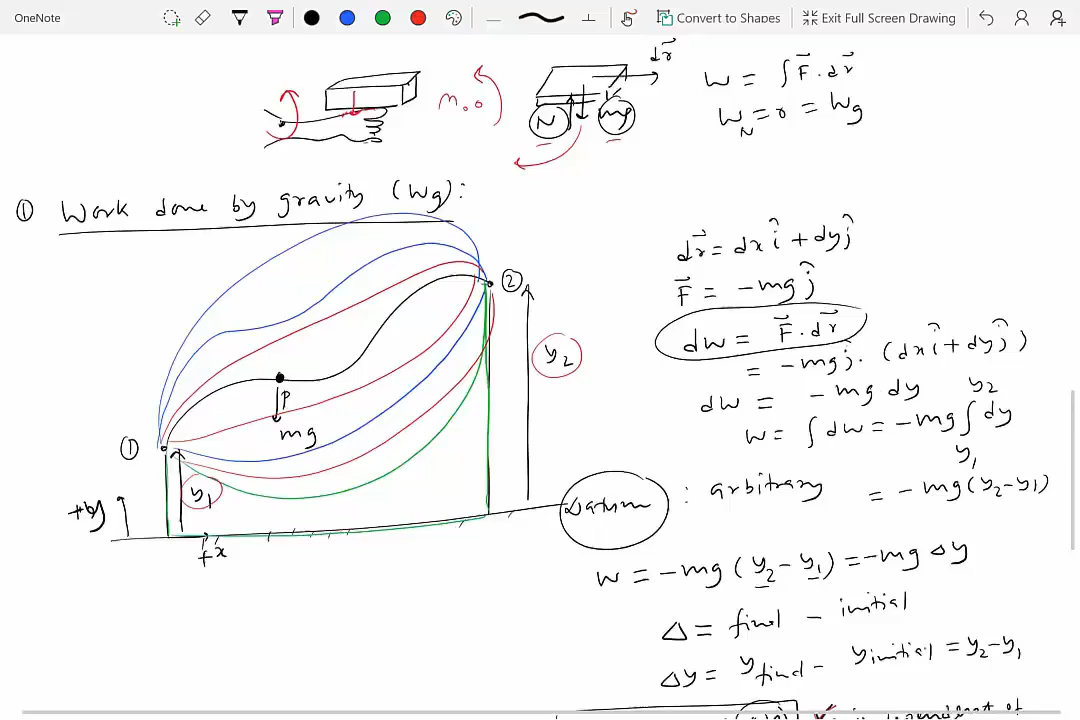 OneNote
Convert to Shapes
Exit Full Screen Drawing
dr⃗
W = ∫ F⃗ · dr⃗
m.o
N
mg
W_N = 0 = W_g
① Work done by gravity (Wg):
dr⃗ = dx î + dy ĵ
F⃗ = -mg ĵ
dw = F⃗ · dr⃗
= -mg ĵ · (dx î + dy ĵ)
dw = -mg dy
W = ∫ dw = -mg ∫_{y1}^{y2} dy
= -mg (y2 - y1)
②
y2
P
mg
①
y1
+y
+x
Datum : arbitrary
W = -mg (y2 - y1) = -mg Δy
Δ = final - initial
Δy = y final - y initial = y2 - y1
independent of